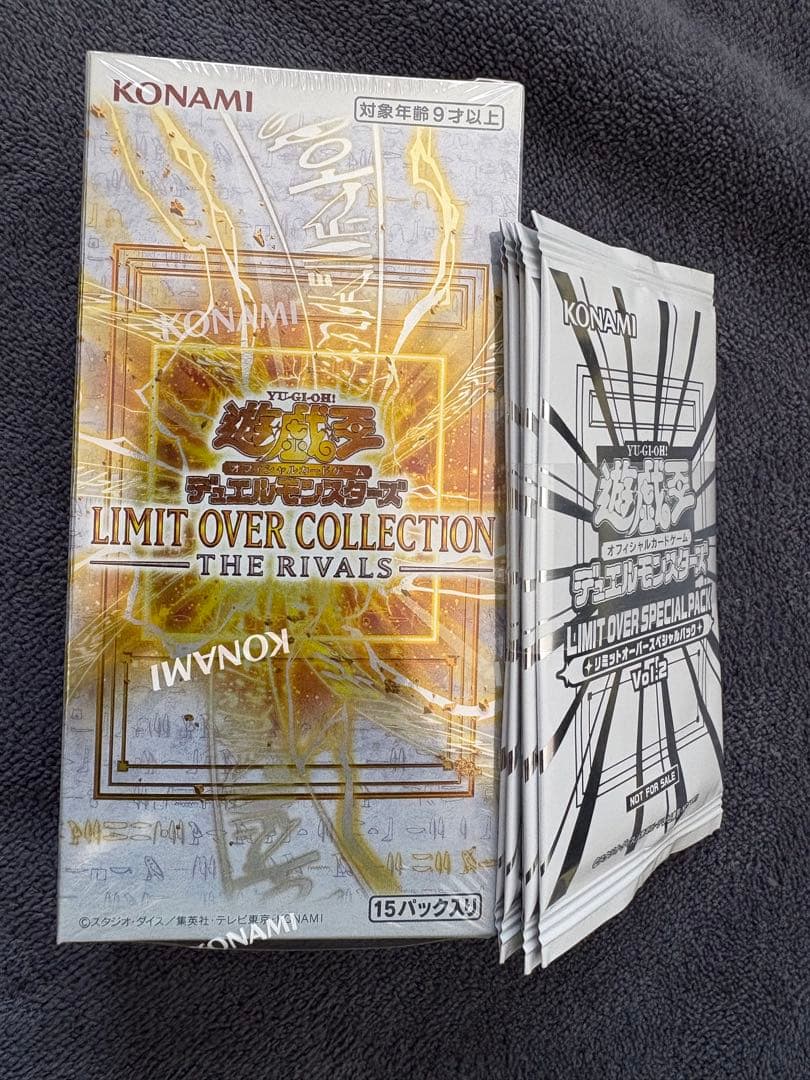 KONAMI
対象年齢9才以上
KONAMI
YU-GI-OH!
遊戯王
オフィシャルカードゲーム
デュエルモンスターズ
LIMIT OVER COLLECTION
THE RIVALS
KONAMI
15パック入り
©スタジオ・ダイス/集英社・テレビ東京・KONAMI
KONAMI
KONAMI
YU-GI-OH!
遊戯王
オフィシャルカードゲーム
デュエルモンスターズ
LIMIT OVER SPECIAL PACK
リミットオーバースペシャルパック
Vol.2
NOT FOR SALE